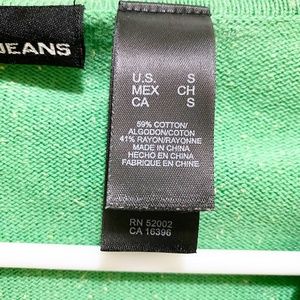 JEANS
U.S. S
MEX CH
CA S
59% COTTON/
ALGODON/COTON
41% RAYON/RAYONNE
MADE IN CHINA
HECHO EN CHINA
FABRIQUE EN CHINE
RN 52002
CA 16396